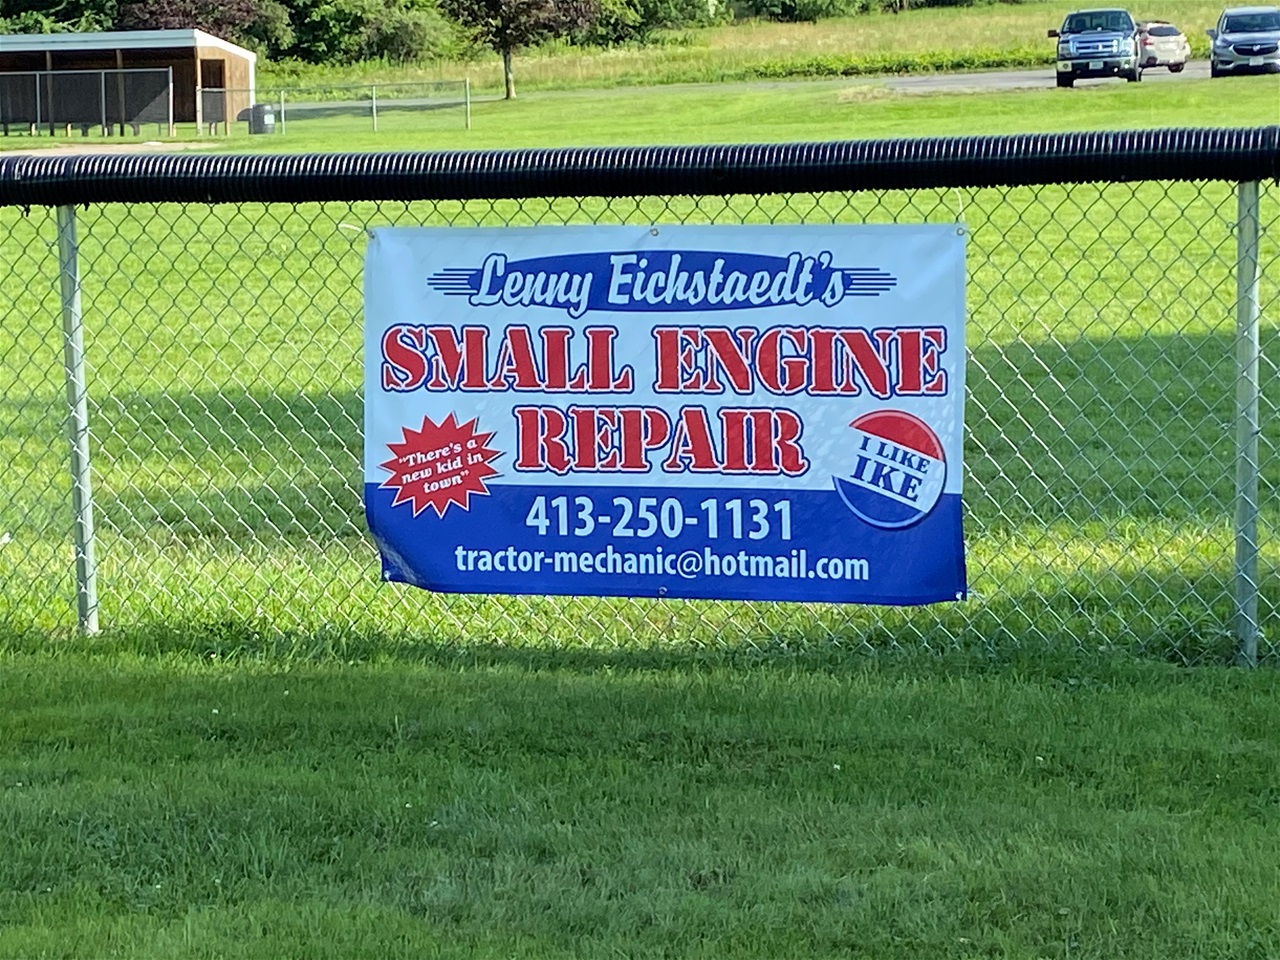 Lenny Eichstaedt's
SMALL ENGINE
REPAIR
"There's a
new kid in
town"
I LIKE
IKE
413-250-1131
tractor-mechanic@hotmail.com